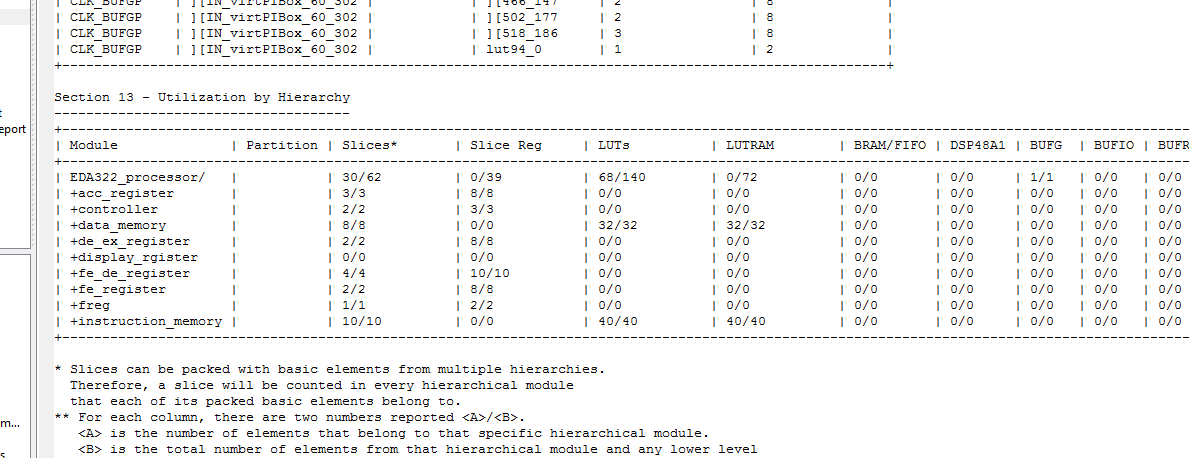 | CLK_BUFGP | ][IN_virtPIBox_60_302 | | ][466_147 | 2 | 8 |
| CLK_BUFGP | ][IN_virtPIBox_60_302 | | ][502_177 | 2 | 8 |
| CLK_BUFGP | ][IN_virtPIBox_60_302 | | ][518_186 | 3 | 8 |
| CLK_BUFGP | ][IN_virtPIBox_60_302 | | lut94_0 | 1 | 2 |
Section 13 - Utilization by Hierarchy
eport
| Module | Partition | Slices* | Slice Reg | LUTs | LUTRAM | BRAM/FIFO | DSP48A1 | BUFG | BUFIO | BUFR
| EDA322_processor/ | | 30/62 | 0/39 | 68/140 | 0/72 | 0/0 | 0/0 | 1/1 | 0/0 | 0/0
| +acc_register | | 3/3 | 8/8 | 0/0 | 0/0 | 0/0 | 0/0 | 0/0 | 0/0 | 0/0
| +controller | | 2/2 | 3/3 | 0/0 | 0/0 | 0/0 | 0/0 | 0/0 | 0/0 | 0/0
| +data_memory | | 8/8 | 0/0 | 32/32 | 32/32 | 0/0 | 0/0 | 0/0 | 0/0 | 0/0
| +de_ex_register | | 2/2 | 8/8 | 0/0 | 0/0 | 0/0 | 0/0 | 0/0 | 0/0 | 0/0
| +display_rgister | | 0/0 | 0/0 | 0/0 | 0/0 | 0/0 | 0/0 | 0/0 | 0/0 | 0/0
| +fe_de_register | | 4/4 | 10/10 | 0/0 | 0/0 | 0/0 | 0/0 | 0/0 | 0/0 | 0/0
| +fe_register | | 2/2 | 8/8 | 0/0 | 0/0 | 0/0 | 0/0 | 0/0 | 0/0 | 0/0
| +freg | | 1/1 | 2/2 | 0/0 | 0/0 | 0/0 | 0/0 | 0/0 | 0/0 | 0/0
| +instruction_memory | | 10/10 | 0/0 | 40/40 | 40/40 | 0/0 | 0/0 | 0/0 | 0/0 | 0/0
* Slices can be packed with basic elements from multiple hierarchies.
Therefore, a slice will be counted in every hierarchical module
that each of its packed basic elements belong to.
** For each column, there are two numbers reported <A>/<B>.
m...
<A> is the number of elements that belong to that specific hierarchical module.
<B> is the total number of elements from that hierarchical module and any lower level